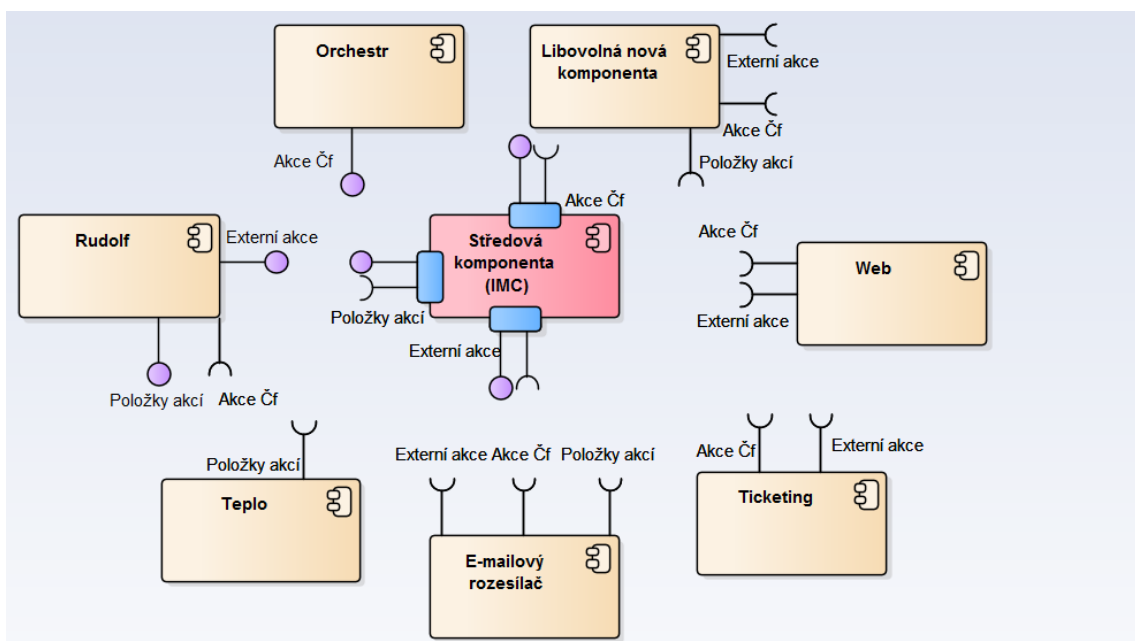 Orchestr
Akce Čf
Libovolná nová
komponenta
Externí akce
Akce Čf
Položky akcí
Rudolf
Externí akce
Položky akcí
Akce Čf
Akce Čf
Středová
komponenta
(IMC)
Položky akcí
Externí akce
Akce Čf
Web
Externí akce
Položky akcí
Teplo
Externí akce
Akce Čf
Položky akcí
E-mailový
rozesílač
Akce Čf
Externí akce
Ticketing